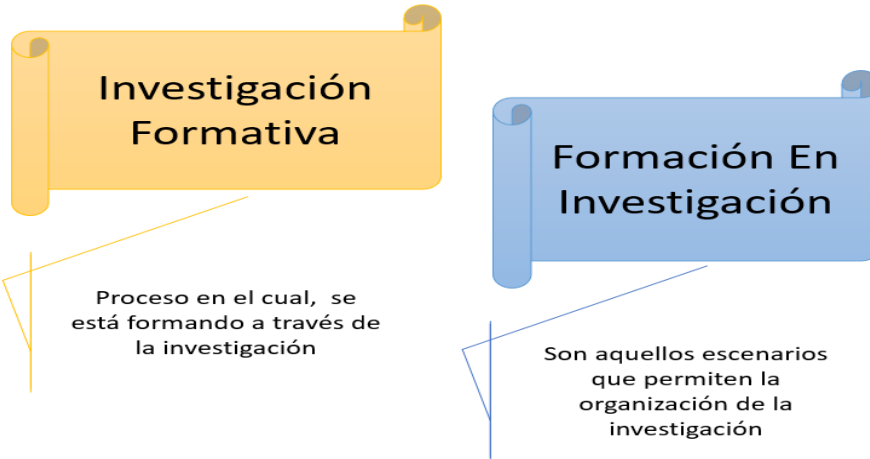 Investigación
Formativa
Proceso en el cual, se
está formando a través de
la investigación
Formación En
Investigación
Son aquellos escenarios
que permiten la
organización de la
investigación